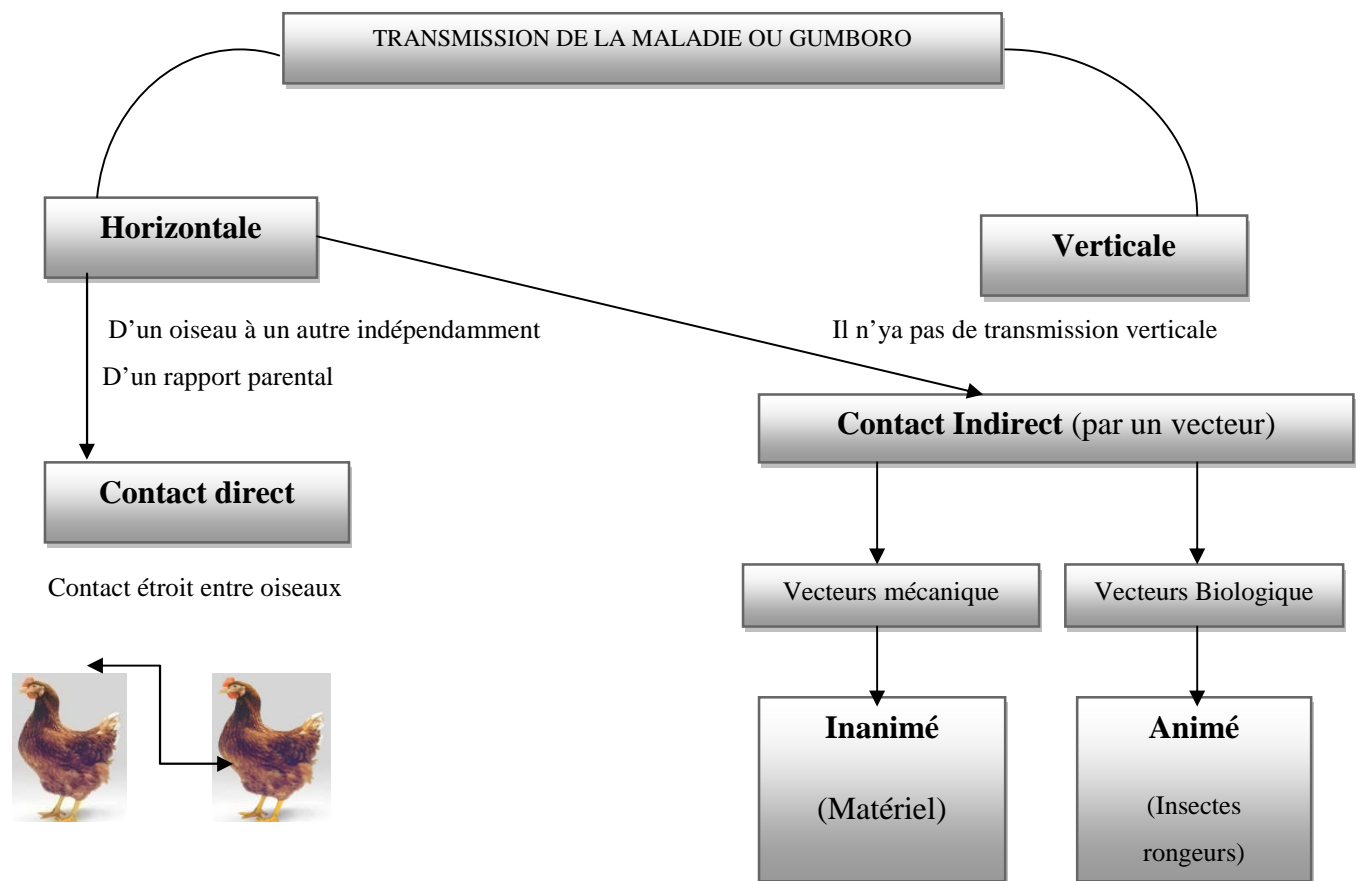 TRANSMISSION DE LA MALADIE OU GUMBORO
Horizontale
Verticale
D’un oiseau à un autre indépendamment
D’un rapport parental
Il n’ya pas de transmission verticale
Contact Indirect (par un vecteur)
Contact direct
Contact étroit entre oiseaux
Vecteurs mécanique
Vecteurs Biologique
Inanimé
(Matériel)
Animé
(Insectes
rongeurs)